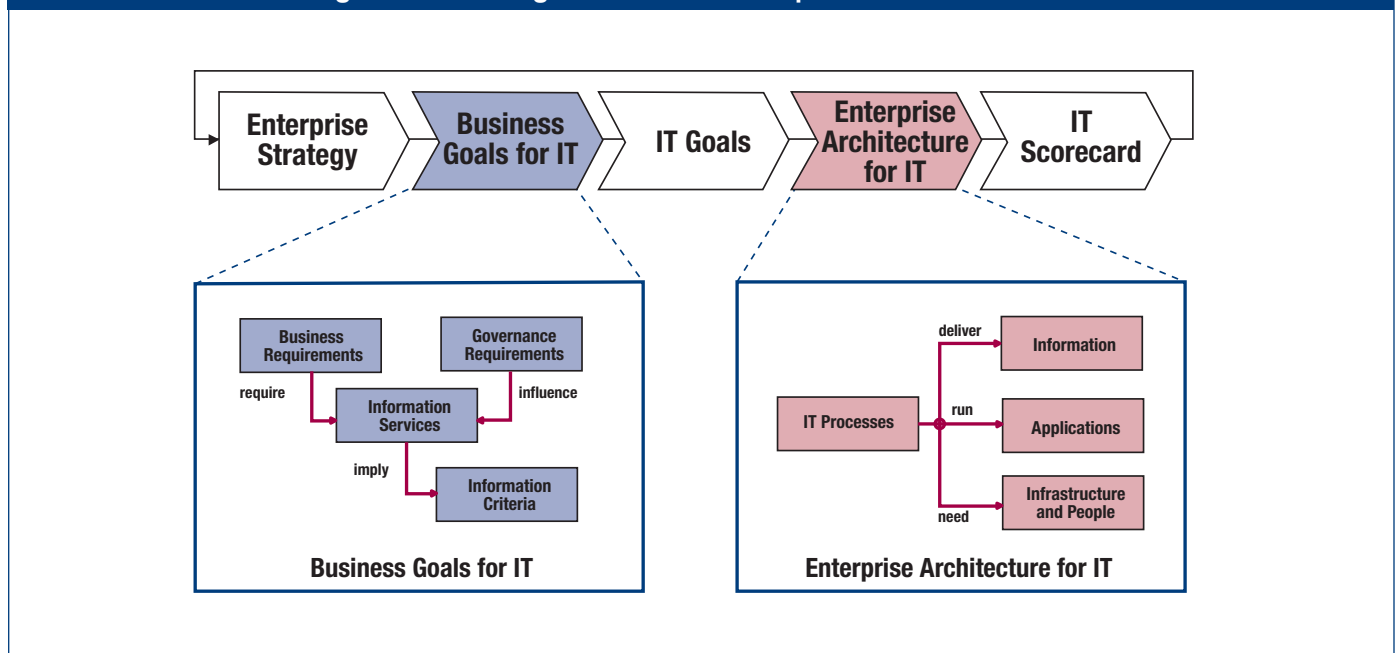 Enterprise
Strategy
Business
Goals for IT
IT Goals
Enterprise
Architecture
for IT
IT
Scorecard
Business
Requirements
Governance
Requirements
require
influence
Information
Services
imply
Information
Criteria
Business Goals for IT
deliver
Information
IT Processes
run
Applications
need
Infrastructure
and People
Enterprise Architecture for IT